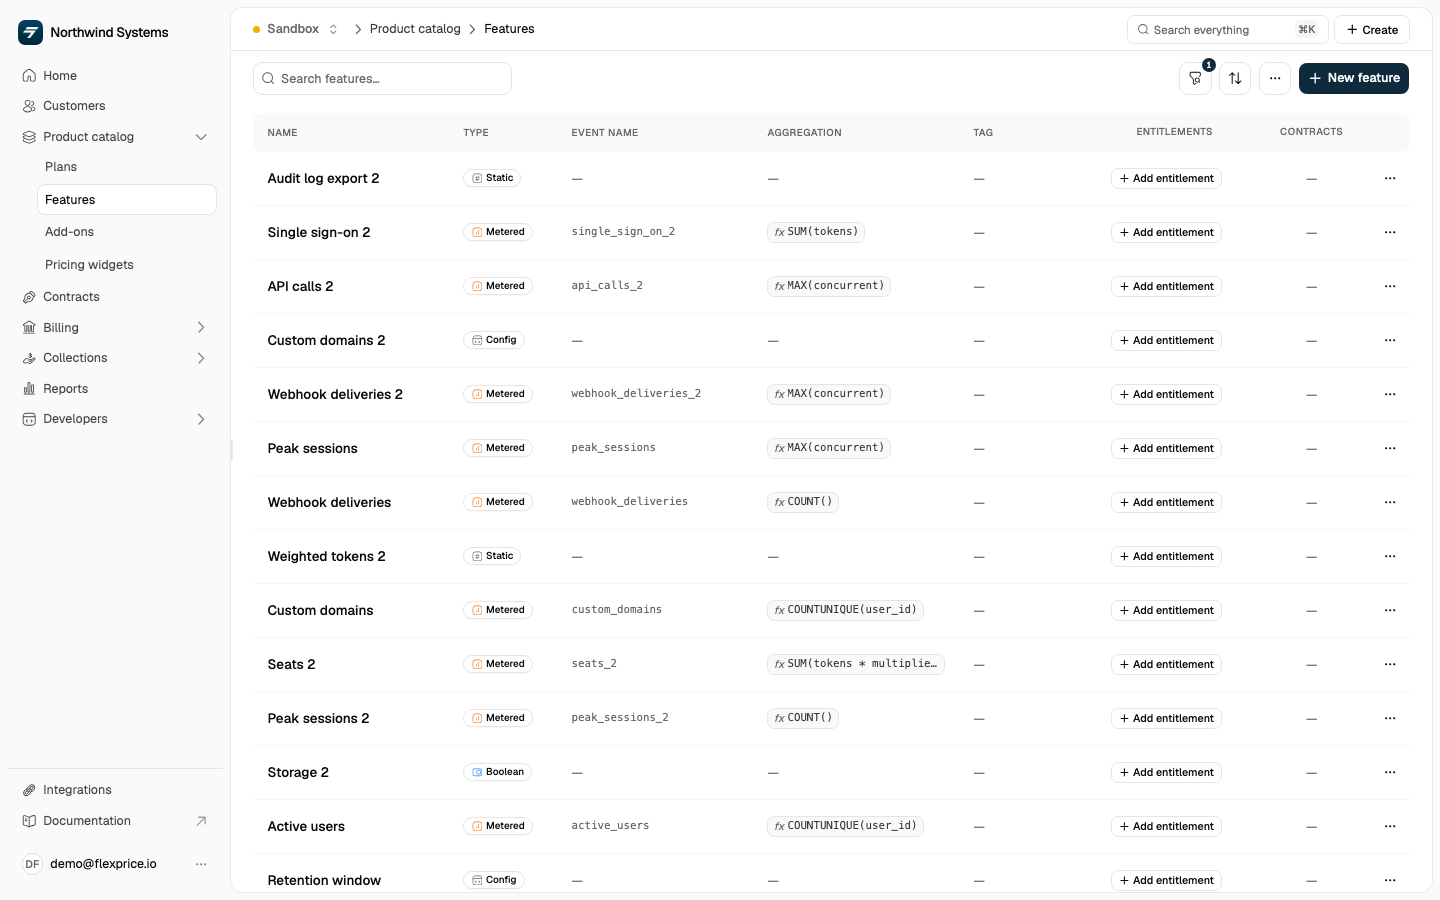 Northwind Systems
Home
Customers
Product catalog
Plans
Features
Add-ons
Pricing widgets
Contracts
Billing
Collections
Reports
Developers
Integrations
Documentation
DF demo@flexprice.io
Sandbox Product catalog Features
Search everything ⌘K
+ Create
Search features...
1
+ New feature
NAME TYPE EVENT NAME AGGREGATION TAG ENTITLEMENTS CONTRACTS
Audit log export 2 Static — — — + Add entitlement —
Single sign-on 2 Metered single_sign_on_2 fx SUM(tokens) — + Add entitlement —
API calls 2 Metered api_calls_2 fx MAX(concurrent) — + Add entitlement —
Custom domains 2 Config — — — + Add entitlement —
Webhook deliveries 2 Metered webhook_deliveries_2 fx MAX(concurrent) — + Add entitlement —
Peak sessions Metered peak_sessions fx MAX(concurrent) — + Add entitlement —
Webhook deliveries Metered webhook_deliveries fx COUNT() — + Add entitlement —
Weighted tokens 2 Static — — — + Add entitlement —
Custom domains Metered custom_domains fx COUNTUNIQUE(user_id) — + Add entitlement —
Seats 2 Metered seats_2 fx SUM(tokens * multiplie… — + Add entitlement —
Peak sessions 2 Metered peak_sessions_2 fx COUNT() — + Add entitlement —
Storage 2 Boolean — — — + Add entitlement —
Active users Metered active_users fx COUNTUNIQUE(user_id) — + Add entitlement —
Retention window Config — — — + Add entitlement —